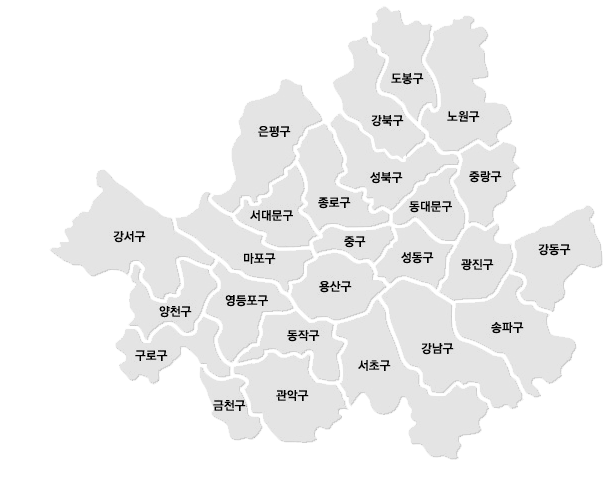 도봉구
노원구
강북구
은평구
성북구
중랑구
종로구
동대문구
서대문구
강서구
중구
마포구
성동구
광진구
강동구
용산구
영등포구
양천구
송파구
동작구
강남구
구로구
서초구
관악구
금천구